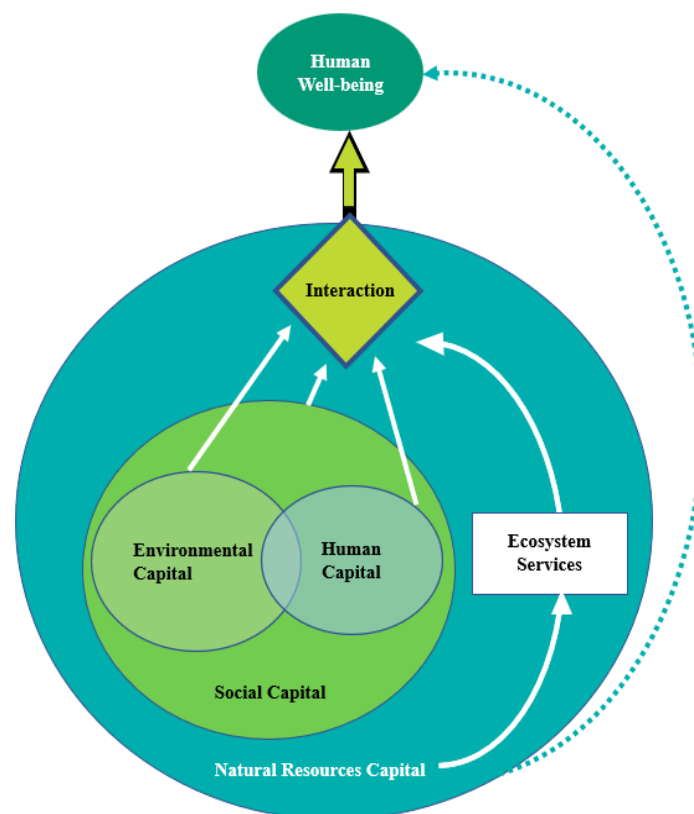 Human
Well-being
Interaction
Environmental
Capital
Human
Capital
Ecosystem
Services
Social Capital
Natural Resources Capital